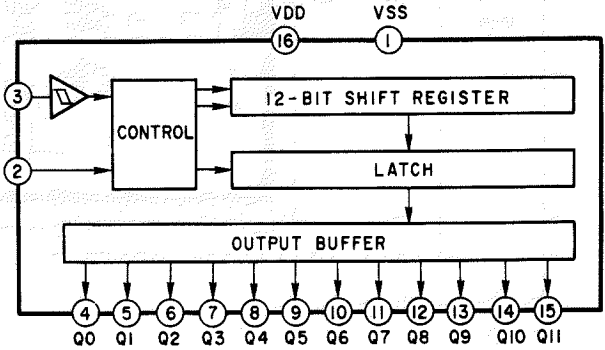 VDD VSS
16 1
3
12-BIT SHIFT REGISTER
CONTROL
2
LATCH
OUTPUT BUFFER
4 5 6 7 8 9 10 11 12 13 14 15
Q0 Q1 Q2 Q3 Q4 Q5 Q6 Q7 Q8 Q9 Q10 Q11